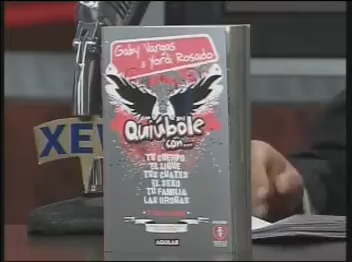 Gaby Vargas
y Yordi Rosado
Quiúbole
con...
TU CUERPO
EL LIGUE
TUS CUATES
EL SEXO
TU FAMILIA
LAS DROGAS
AGUILAR
XEW